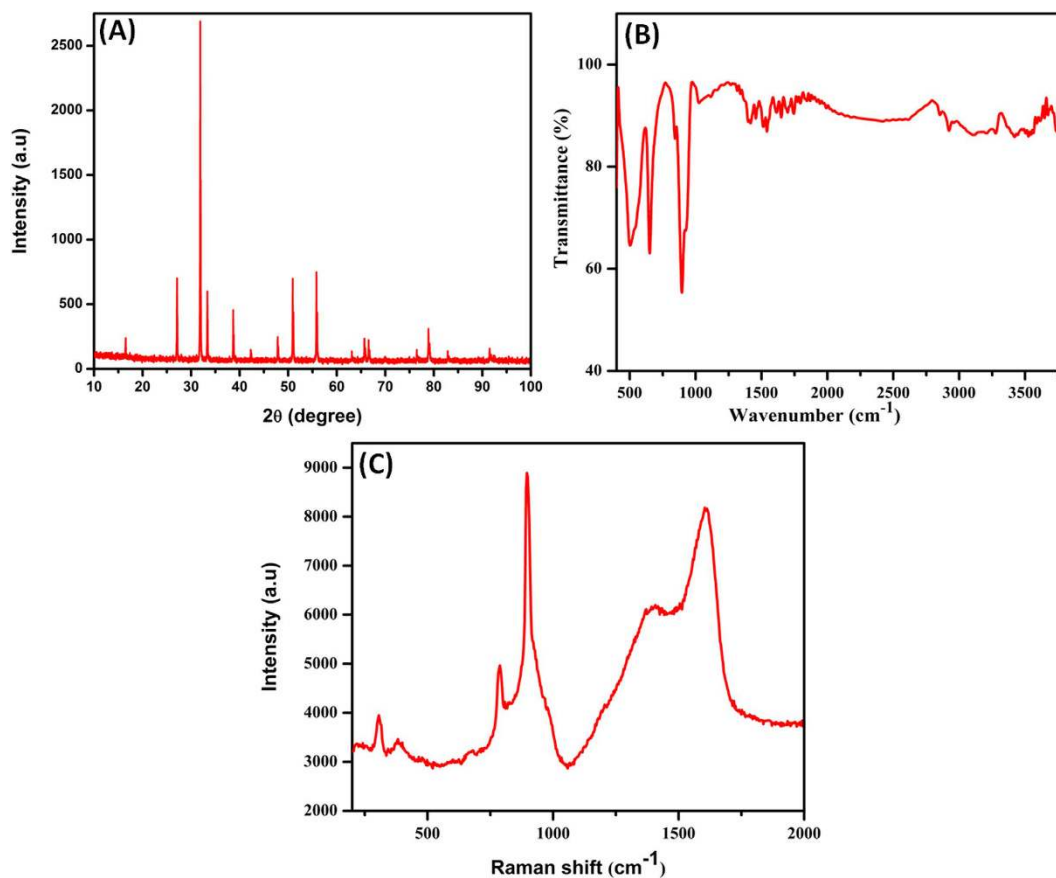 (A)
Intensity (a.u)
2500
2000
1500
1000
500
0
10 20 30 40 50 60 70 80 90 100
2θ (degree)
(B)
Transmittance (%)
100
80
60
40
500 1000 1500 2000 2500 3000 3500
Wavenumber (cm-1)
(C)
Intensity (a.u)
9000
8000
7000
6000
5000
4000
3000
2000
500 1000 1500 2000
Raman shift (cm-1)